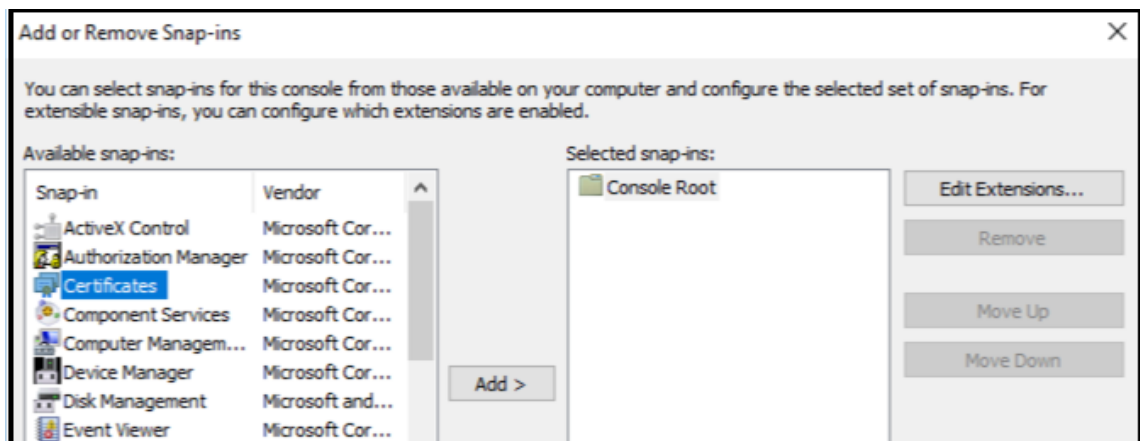 Add or Remove Snap-ins
You can select snap-ins for this console from those available on your computer and configure the selected set of snap-ins. For
extensible snap-ins, you can configure which extensions are enabled.
Available snap-ins:
Selected snap-ins:
Snap-in Vendor
ActiveX Control Microsoft Cor...
Authorization Manager Microsoft Cor...
Certificates Microsoft Cor...
Component Services Microsoft Cor...
Computer Managem... Microsoft Cor...
Device Manager Microsoft Cor...
Disk Management Microsoft and...
Event Viewer Microsoft Cor...
Add >
Console Root
Edit Extensions...
Remove
Move Up
Move Down